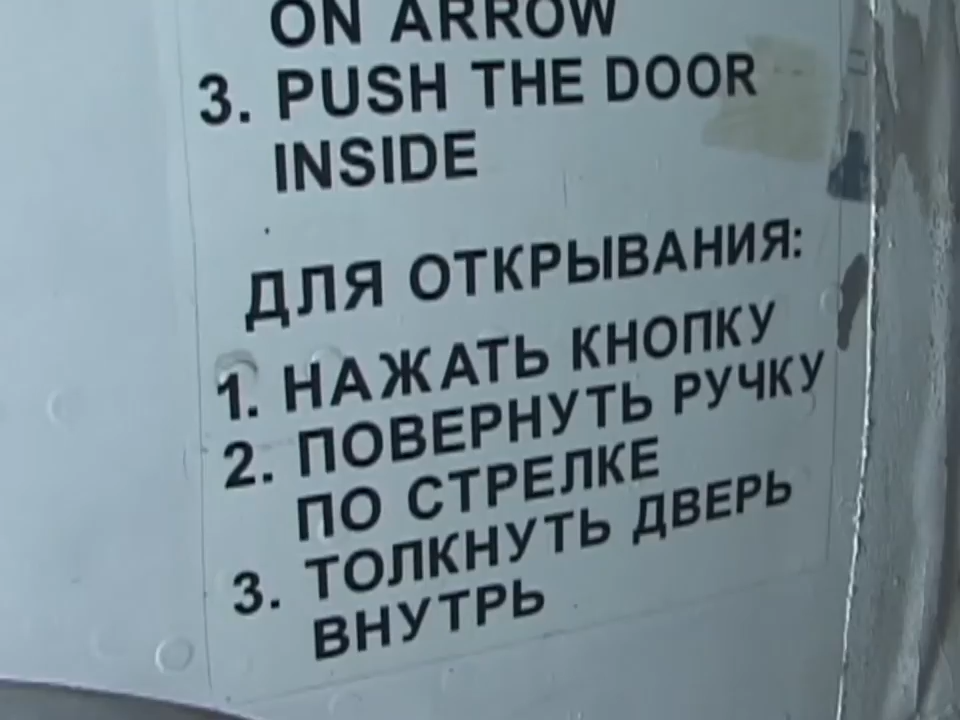 ON ARROW
3. PUSH THE DOOR
INSIDE
ДЛЯ ОТКРЫВАНИЯ:
1. НАЖАТЬ КНОПКУ
2. ПОВЕРНУТЬ РУЧКУ
ПО СТРЕЛКЕ
3. ТОЛКНУТЬ ДВЕРЬ
ВНУТРЬ